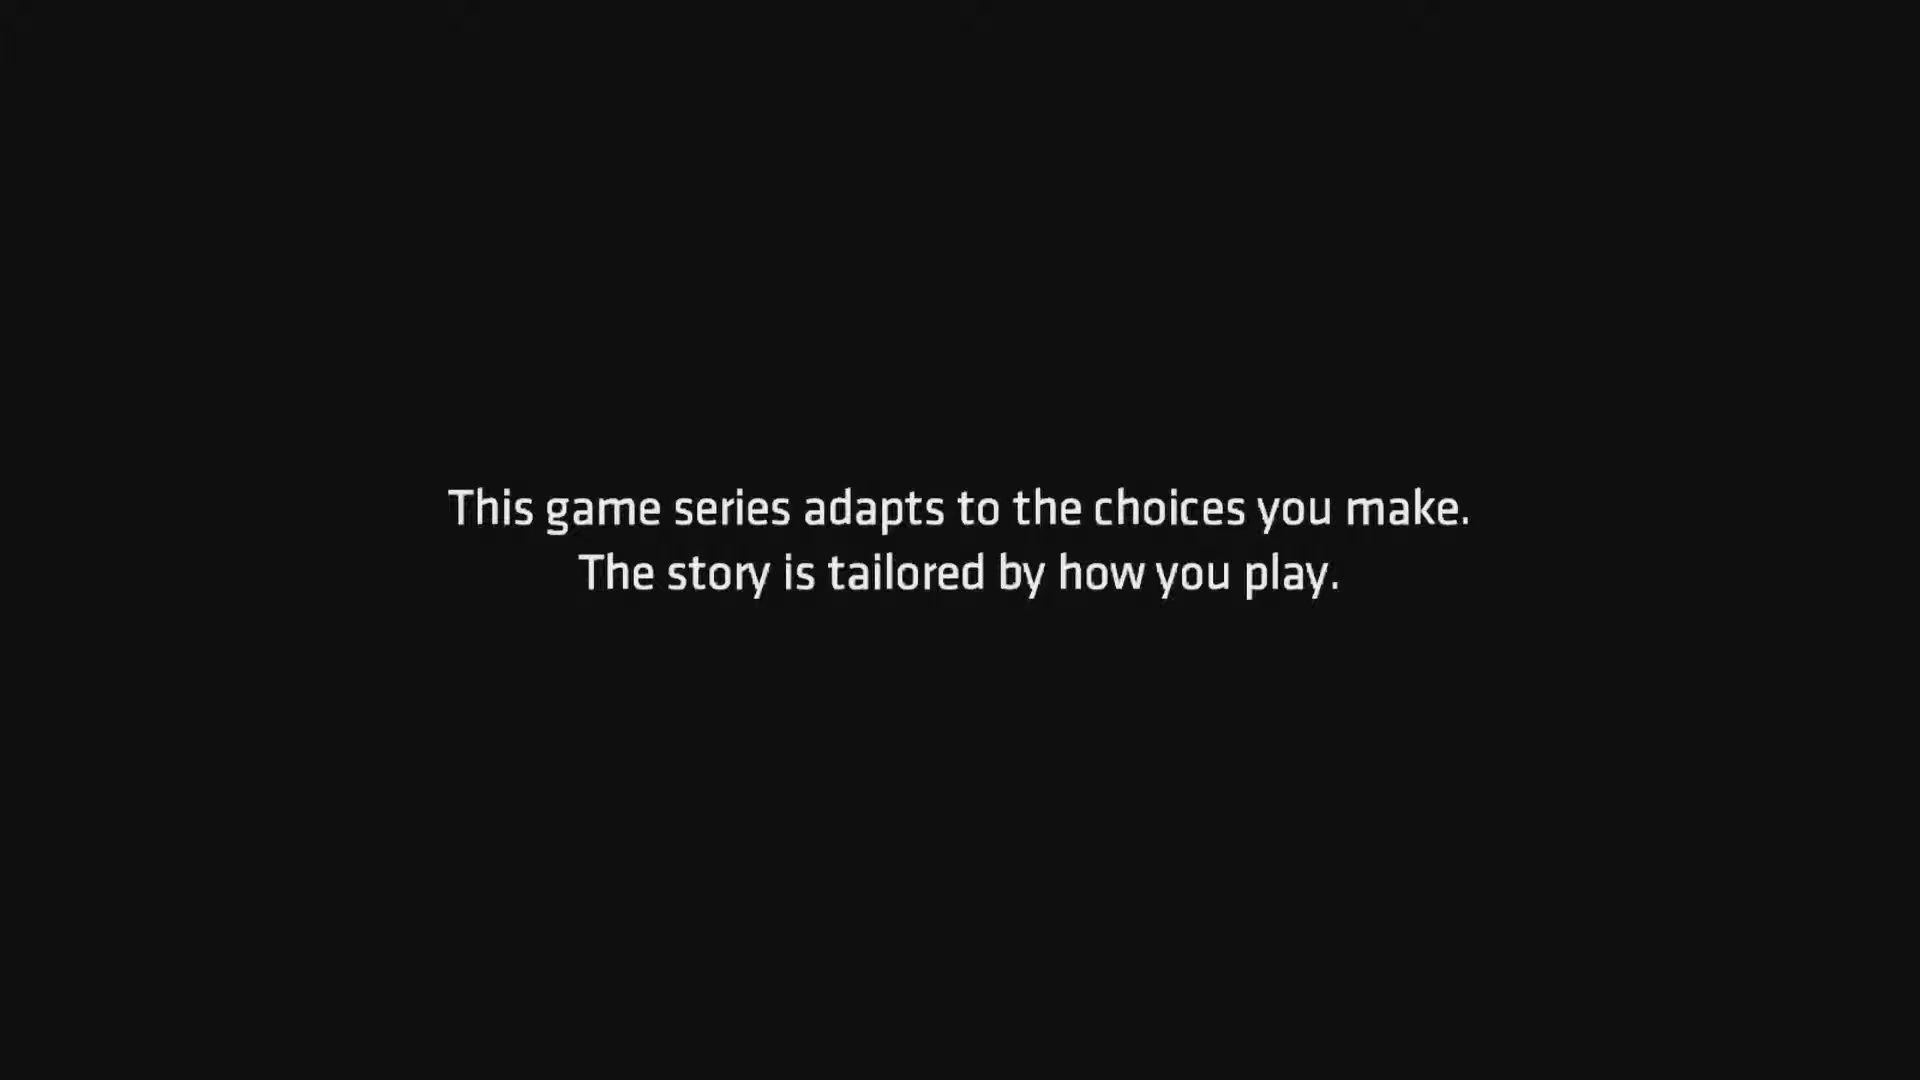 This game series adapts to the choices you make.
The story is tailored by how you play.